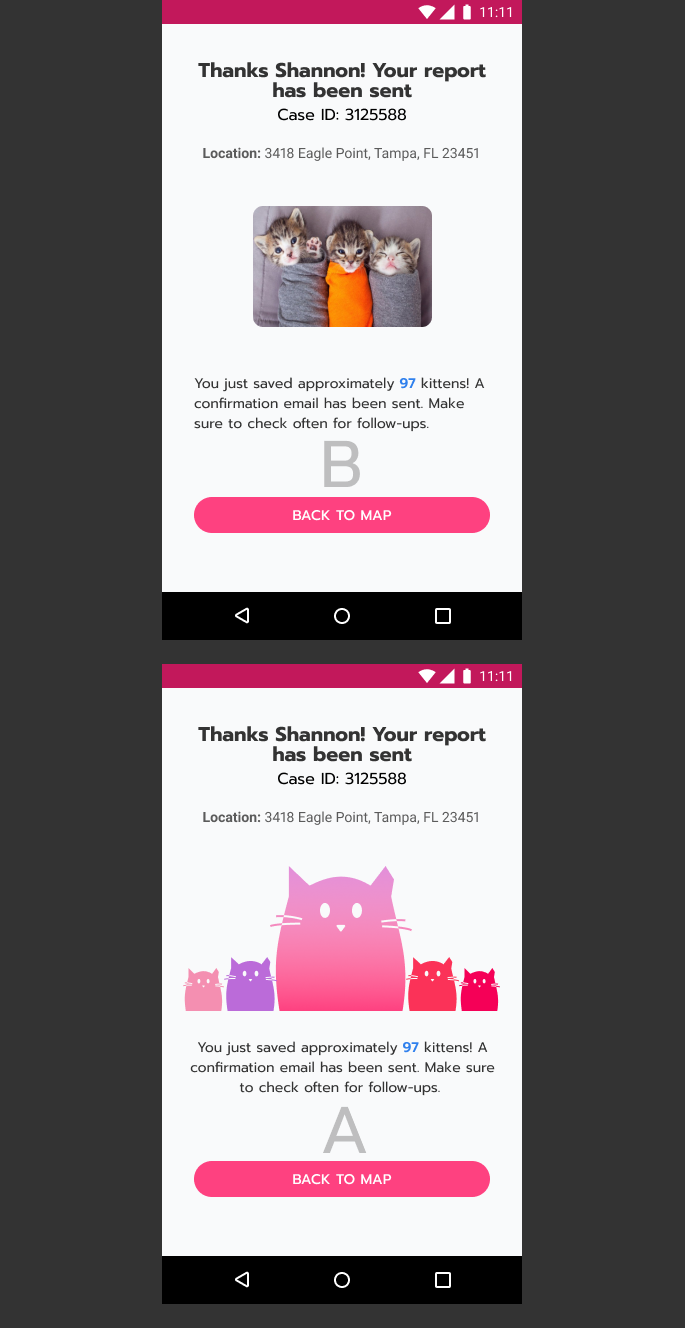 11:11
Thanks Shannon! Your report
has been sent
Case ID: 3125588
Location: 3418 Eagle Point, Tampa, FL 23451
You just saved approximately 97 kittens! A
confirmation email has been sent. Make
sure to check often for follow-ups.
B
BACK TO MAP
11:11
Thanks Shannon! Your report
has been sent
Case ID: 3125588
Location: 3418 Eagle Point, Tampa, FL 23451
You just saved approximately 97 kittens! A
confirmation email has been sent. Make sure
to check often for follow-ups.
A
BACK TO MAP